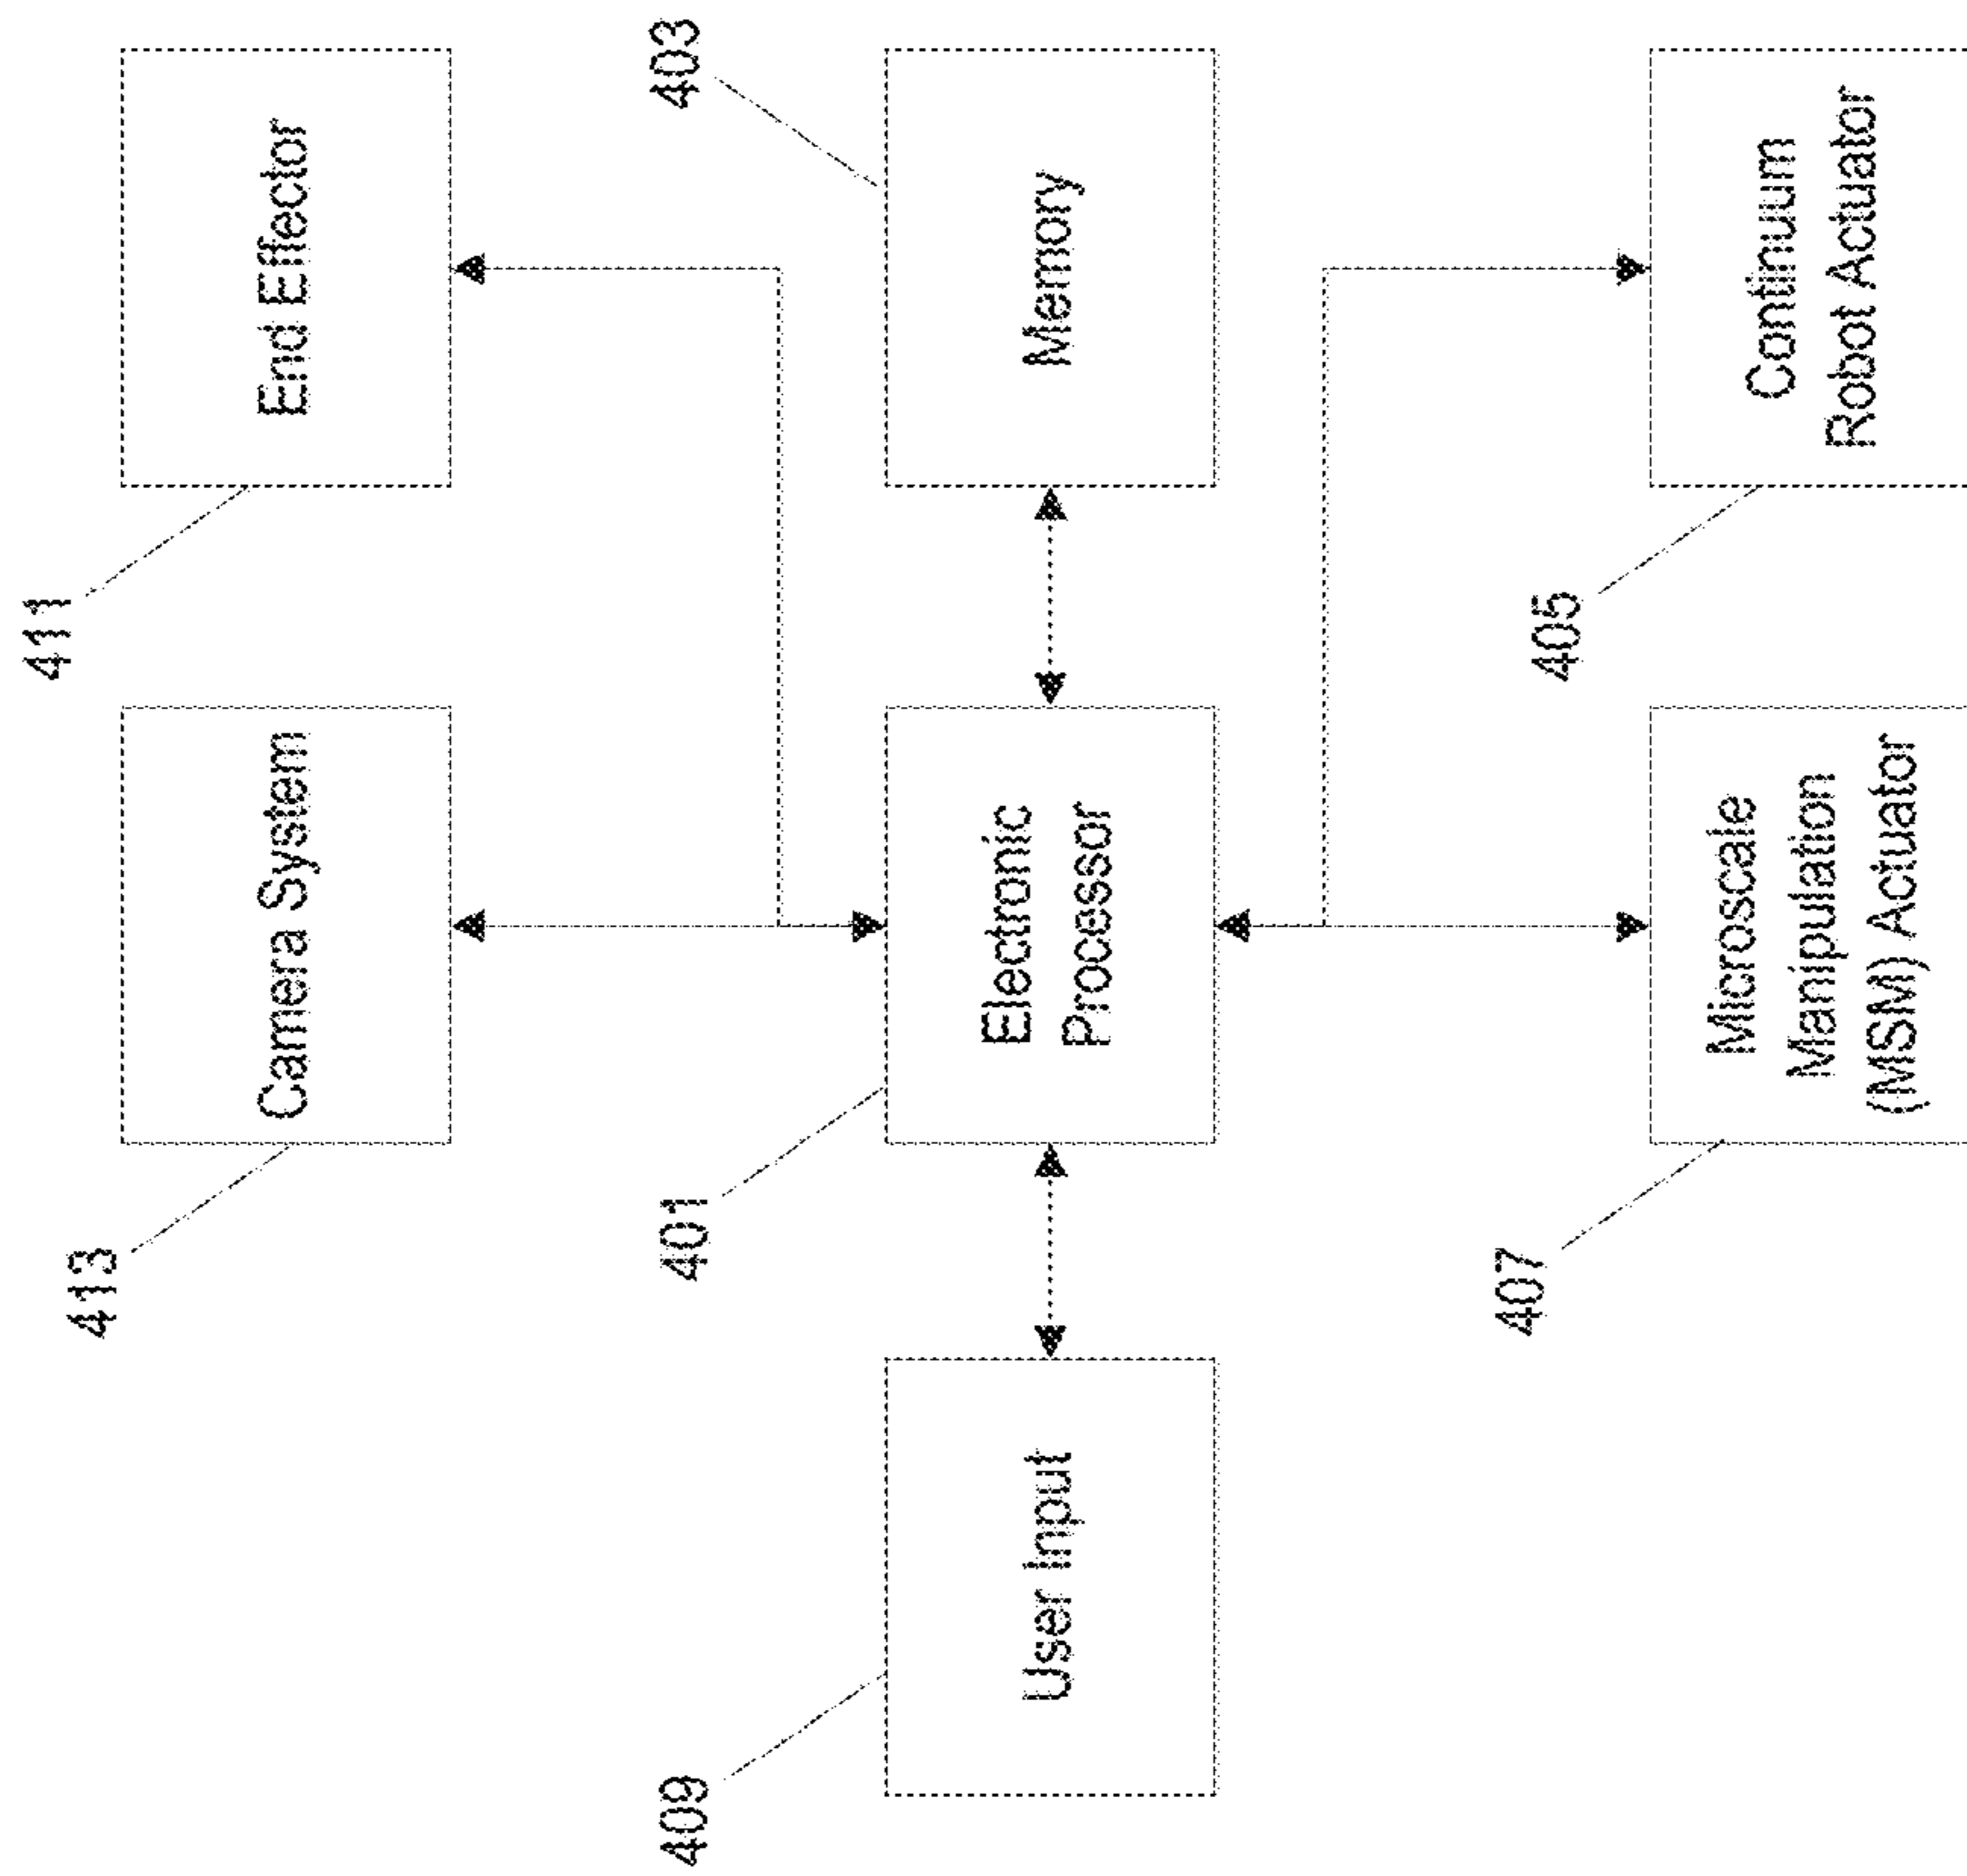 413
411
Camera System
End Effector
409
401
403
User Input
Electronic
Processor
Memory
407
405
Microscale
Manipulation
(MSM) Actuator
Continuum
Robot Actuator